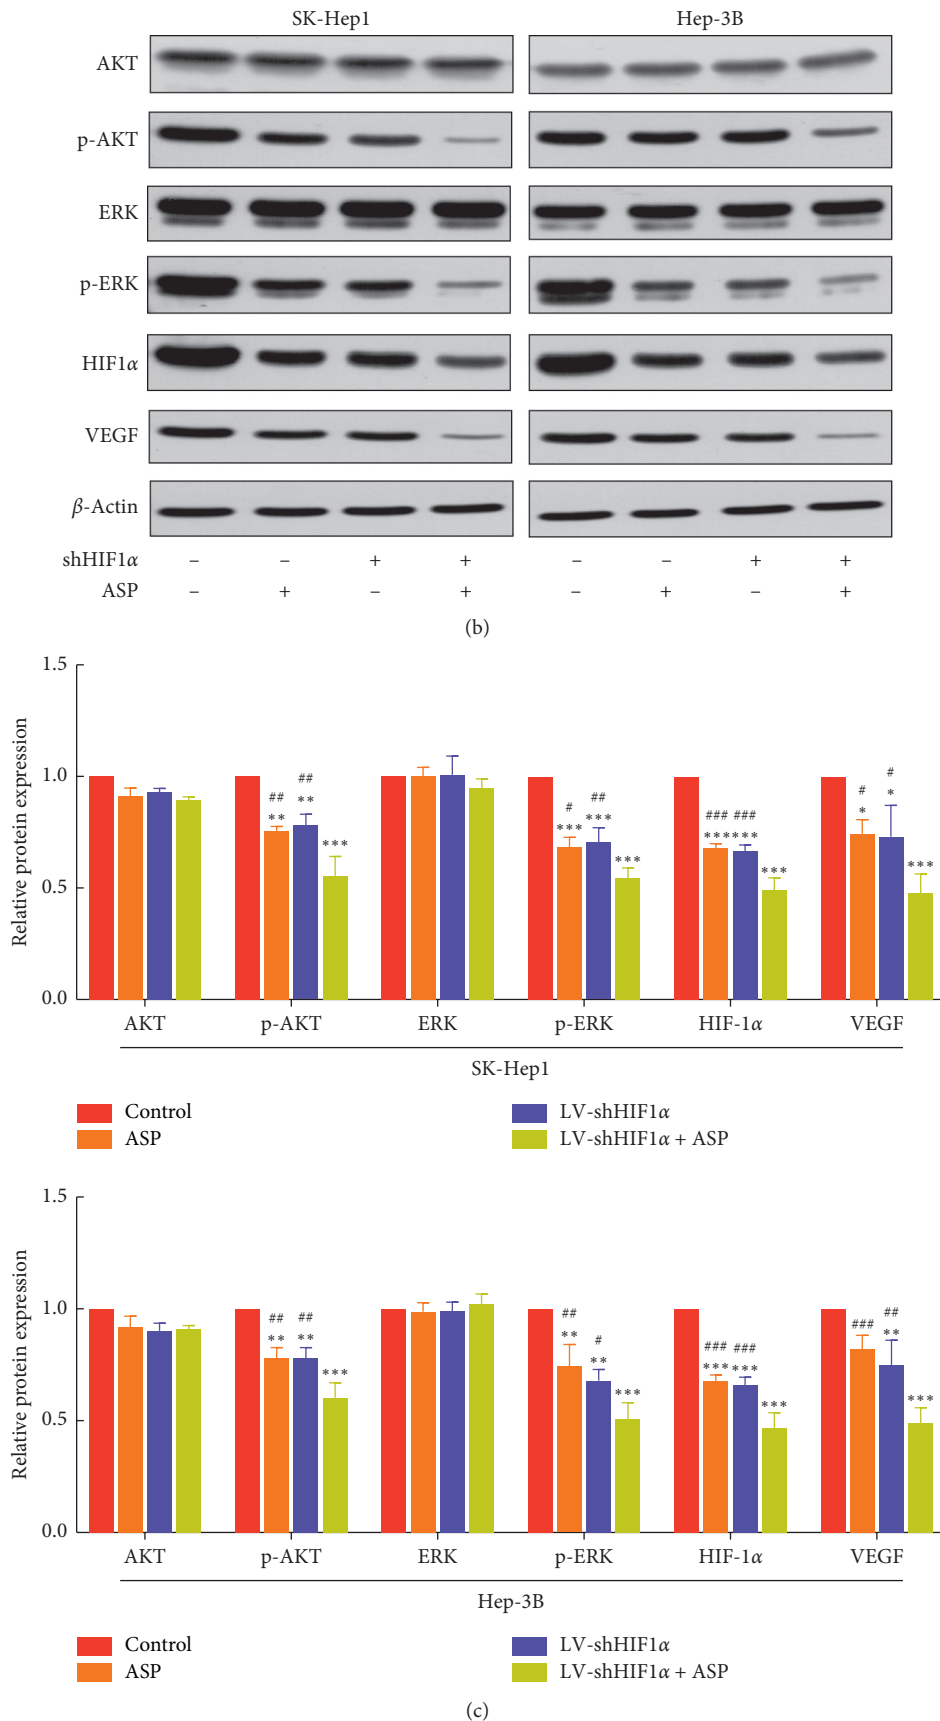 SK-Hep1 Hep-3B
AKT
p-AKT
ERK
p-ERK
HIF1α
VEGF
β-Actin
shHIF1α – – + + – – + +
ASP – + – + – + – +
(b)
Relative protein expression
1.5
1.0
0.5
0.0
## ** ## ** ***
# *** ## *** ***
### *** ### *** ***
# * # * ***
AKT p-AKT ERK p-ERK HIF-1α VEGF
SK-Hep1
Control LV-shHIF1α
ASP LV-shHIF1α + ASP
Relative protein expression
1.5
1.0
0.5
0.0
## ** ## ** ***
## ** # ** ***
### *** ### *** ***
### ## ** ***
AKT p-AKT ERK p-ERK HIF-1α VEGF
Hep-3B
Control LV-shHIF1α
ASP LV-shHIF1α + ASP
(c)